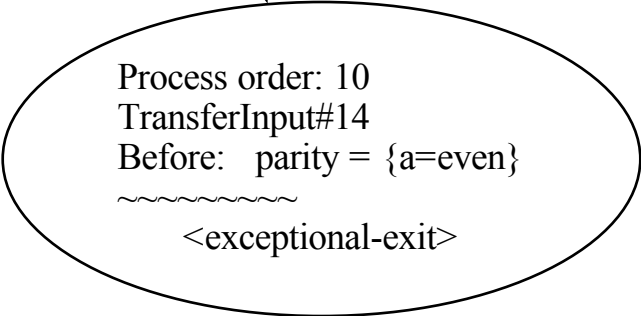 Process order: 10
TransferInput#14
Before:   parity = {a=even}
~~~~~~~~~
<exceptional-exit>